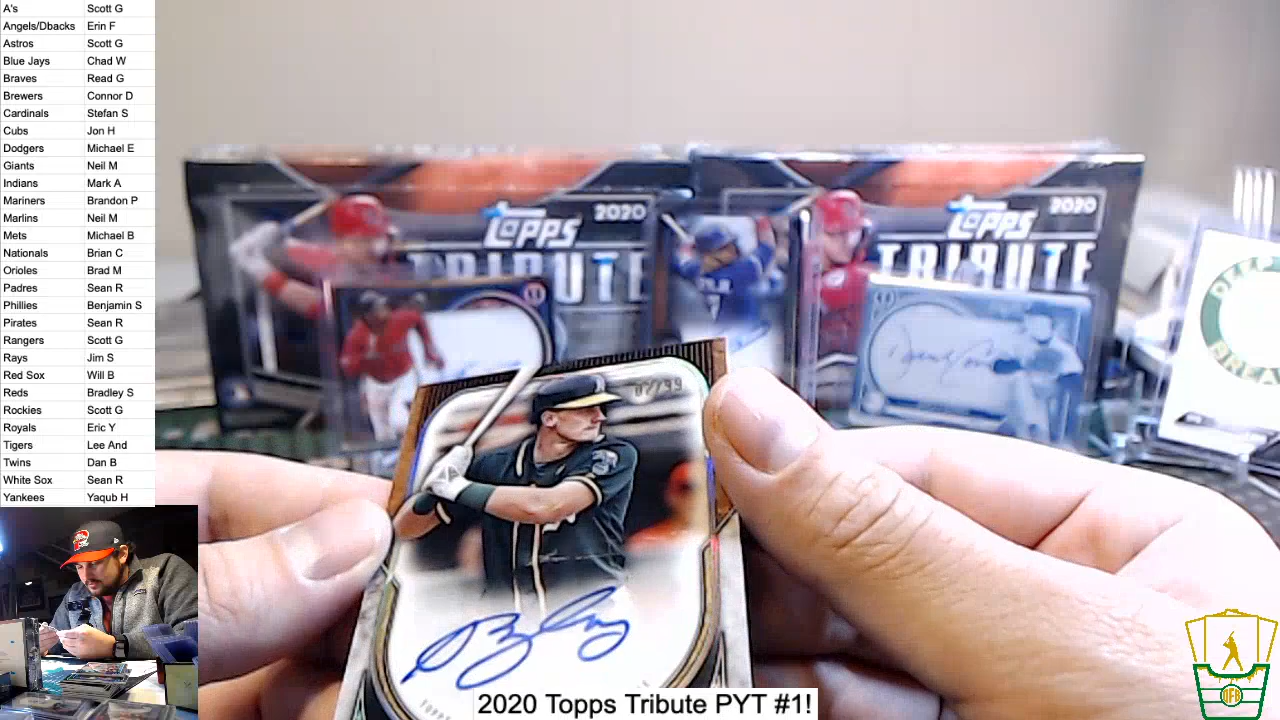 A's Scott G
Angels/Dbacks Erin F
Astros Scott G
Blue Jays Chad W
Braves Read G
Brewers Connor D
Cardinals Stefan S
Cubs Jon H
Dodgers Michael E
Giants Neil M
Indians Mark A
Mariners Brandon P
Marlins Neil M
Mets Michael B
Nationals Brian C
Orioles Brad M
Padres Sean R
Phillies Benjamin S
Pirates Sean R
Rangers Scott G
Rays Jim S
Red Sox Will B
Reds Bradley S
Rockies Scott G
Royals Eric Y
Tigers Lee And
Twins Dan B
White Sox Sean R
Yankees Yaqub H
Topps 2020
TRIBUTE
Topps 2020
TRIBUTE
2020 Topps Tribute PYT #1!